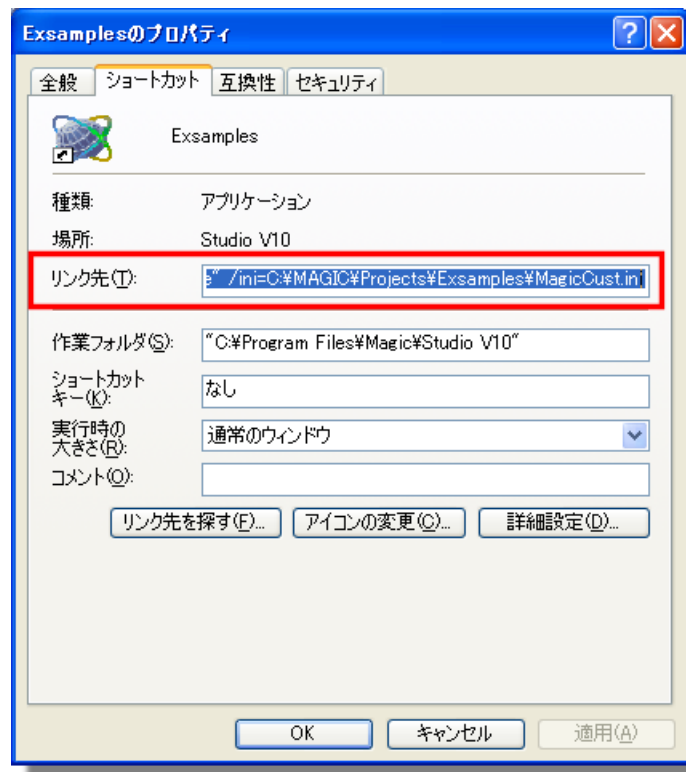 Exsamplesのプロパティ
全般 ショートカット 互換性 セキュリティ
Exsamples
種類: アプリケーション
場所: Studio V10
リンク先(T): e" /ini=C:¥MAGIC¥Projects¥Exsamples¥MagicCust.ini
作業フォルダ(S): "C:¥Program Files¥Magic¥Studio V10"
ショートカット
キー(K): なし
実行時の
大きさ(R): 通常のウィンドウ
コメント(O):
リンク先を探す(F)... アイコンの変更(C)... 詳細設定(D)...
OK キャンセル 適用(A)